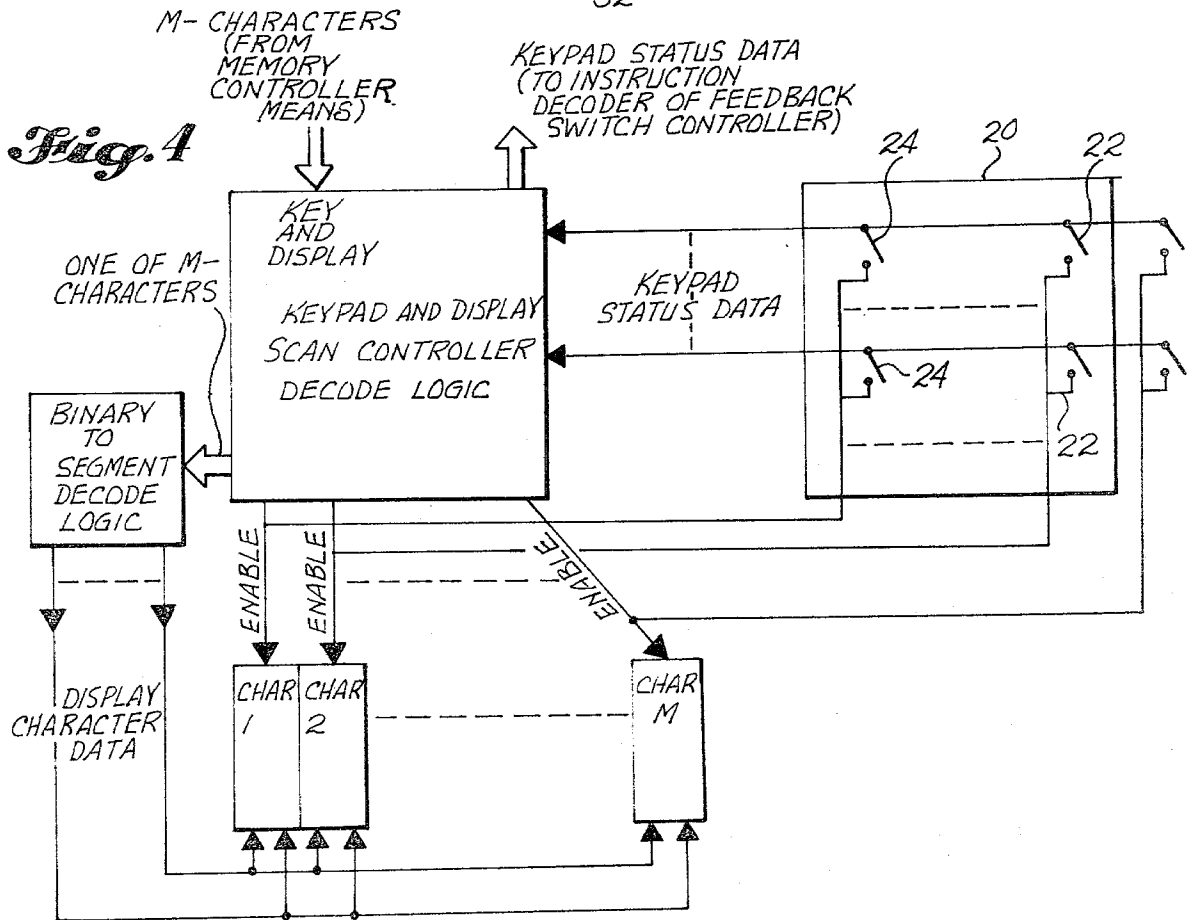 M- CHARACTERS
(FROM
MEMORY
CONTROLLER
MEANS)
KEYPAD STATUS DATA
(TO INSTRUCTION
DECODER OF FEEDBACK
SWITCH CONTROLLER)
Fig. 4
20
24
22
KEY
AND
DISPLAY
KEYPAD AND DISPLAY
SCAN CONTROLLER
DECODE LOGIC
ONE OF M-
CHARACTERS
KEYPAD
STATUS DATA
24
22
BINARY
TO
SEGMENT
DECODE
LOGIC
ENABLE
ENABLE
ENABLE
DISPLAY
CHARACTER
DATA
CHAR
1
CHAR
2
CHAR
M